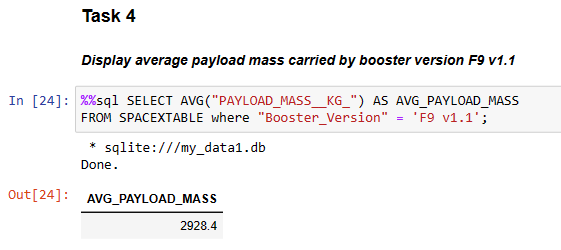 Task 4
Display average payload mass carried by booster version F9 v1.1
In [24]: %%sql SELECT AVG("PAYLOAD_MASS__KG_") AS AVG_PAYLOAD_MASS
FROM SPACEXTABLE where "Booster_Version" = 'F9 v1.1';
* sqlite:///my_data1.db
Done.
Out[24]: AVG_PAYLOAD_MASS
2928.4